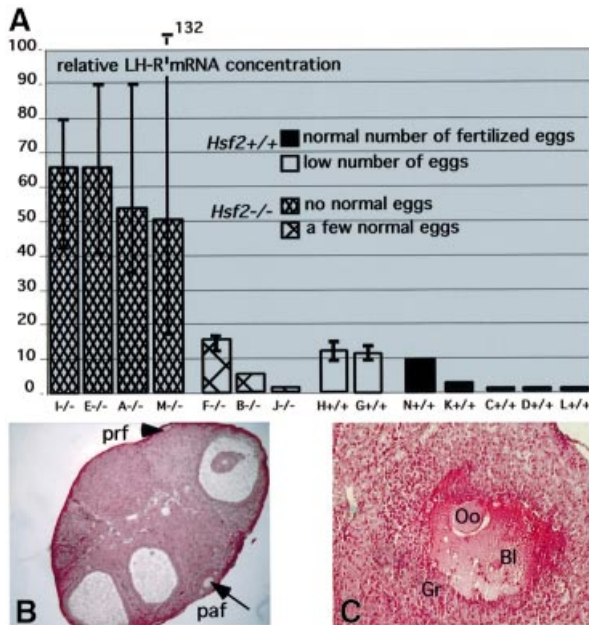 A
132
100
relative LH-R mRNA concentration
90
80
70
Hsf2+/+
normal number of fertilized eggs
low number of eggs
60
50
Hsf2-/-
no normal eggs
a few normal eggs
40
30
20
10
0
I-/- E-/- A-/- M-/- F-/- B-/- J-/- H+/+ G+/+ N+/+ K+/+ C+/+ D+/+ L+/+
prf
paf
B
Oo
Bl
Gr
C